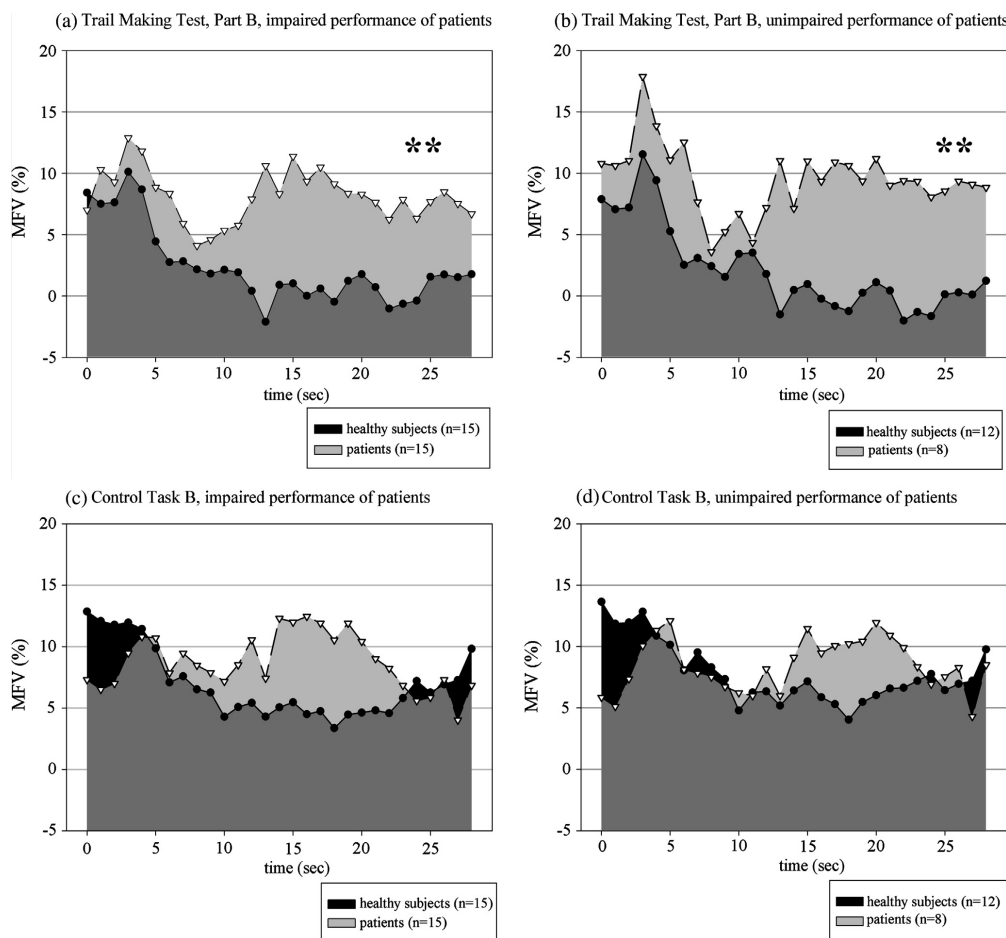 (a) Trail Making Test, Part B, impaired performance of patients
20
15
10
5
0
-5
MFV (%)
**
0 5 10 15 20 25
time (sec)
healthy subjects (n=15)
patients (n=15)
(b) Trail Making Test, Part B, unimpaired performance of patients
20
15
10
5
0
-5
MFV (%)
**
0 5 10 15 20 25
time (sec)
healthy subjects (n=12)
patients (n=8)
(c) Control Task B, impaired performance of patients
20
15
10
5
0
-5
MFV (%)
0 5 10 15 20 25
time (sec)
healthy subjects (n=15)
patients (n=15)
(d) Control Task B, unimpaired performance of patients
20
15
10
5
0
-5
MFV (%)
0 5 10 15 20 25
time (sec)
healthy subjects (n=12)
patients (n=8)